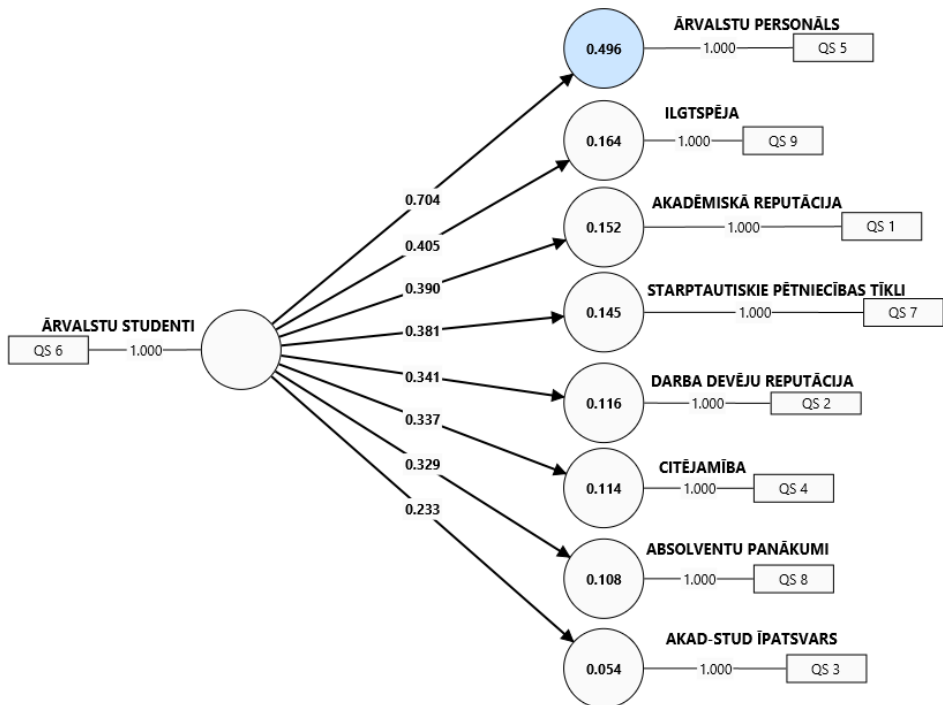 ĀRVALSTU PERSONĀLS
0.496
1.000
QS 5
ILGTSPĒJA
0.164
1.000
QS 9
0.704
AKADĒMISKĀ REPUTĀCIJA
0.152
1.000
QS 1
0.405
0.390
STARPTAUTISKIE PĒTNIECĪBAS TĪKLI
0.145
1.000
QS 7
0.381
ĀRVALSTU STUDENTI
QS 6
1.000
0.341
DARBA DEVĒJU REPUTĀCIJA
0.116
1.000
QS 2
0.337
CITĒJAMĪBA
0.114
1.000
QS 4
0.329
0.233
ABSOLVENTU PANĀKUMI
0.108
1.000
QS 8
AKAD-STUD ĪPATSVARS
0.054
1.000
QS 3